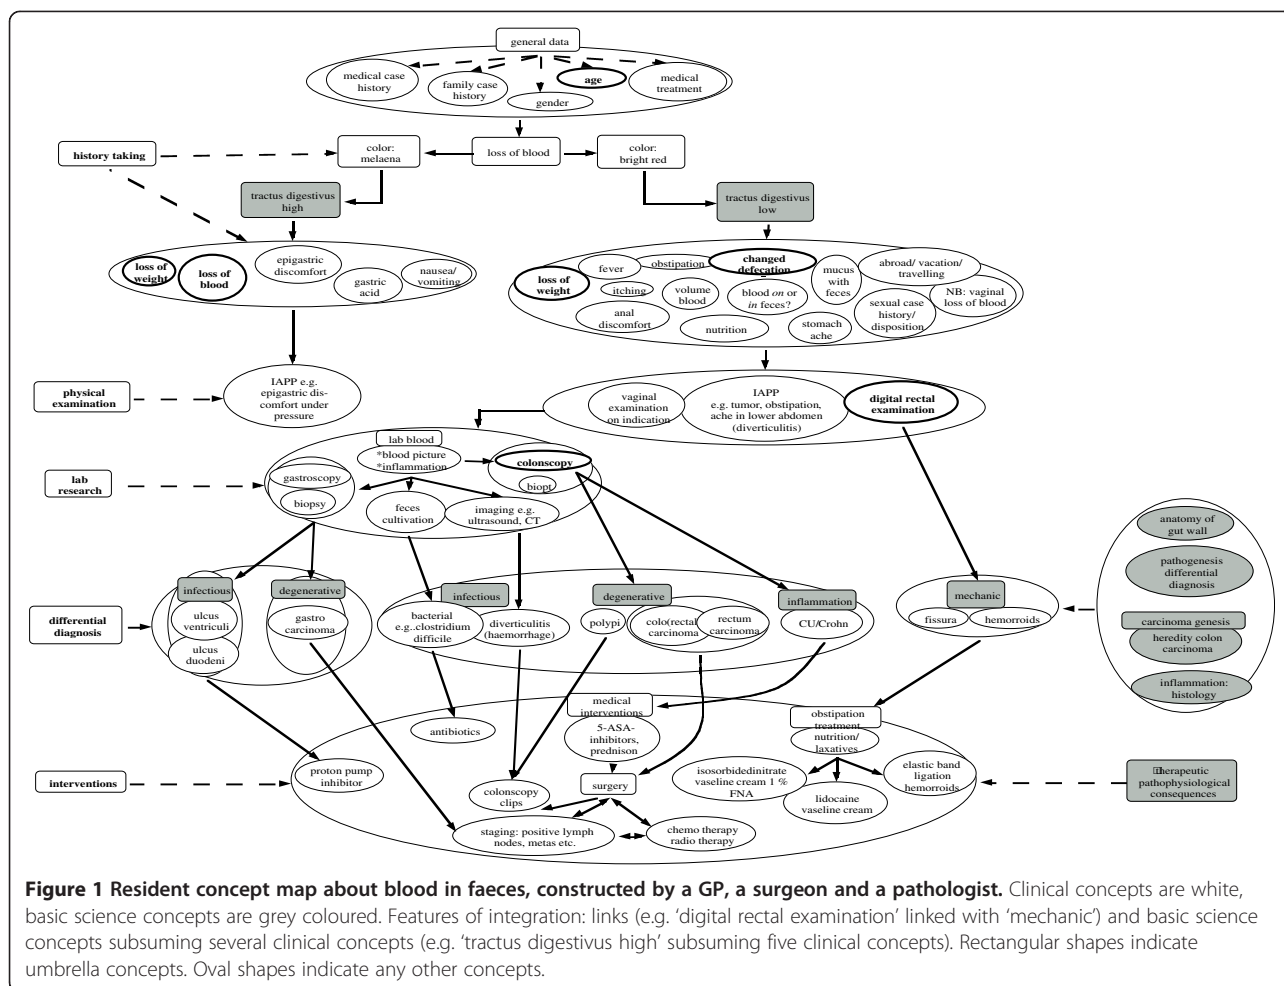 general data
medical case
history
family case
history
age
gender
medical
treatment
history taking
color:
melaena
loss of blood
color:
bright red
tractus digestivus
high
tractus digestivus
low
loss of
weight
loss of
blood
epigastric
discomfort
gastric
acid
nausea/
vomiting
loss of
weight
fever
obstipation
changed
defecation
itching
volume
blood
blood on or
in feces?
mucus
with
feces
abroad/ vacation/
travelling
anal
discomfort
nutrition
stomach
ache
sexual case
history/
disposition
NB: vaginal
loss of blood
physical
examination
IAPP e.g.
epigastric dis-
comfort under
pressure
vaginal
examination
on indication
IAPP
e.g. tumor, obstipation,
ache in lower abdomen
(diverticulitis)
digital rectal
examination
lab
research
lab blood
*blood picture
*inflammation
colonscopy
biopt
gastroscopy
biopsy
feces
cultivation
imaging e.g.
ultrasound, CT
anatomy of
gut wall
pathogenesis
differential
diagnosis
carcinoma genesis
heredity colon
carcinoma
inflammation:
histology
differential
diagnosis
infectious
ulcus
ventriculi
ulcus
duodeni
degenerative
gastro
carcinoma
infectious
bacterial
e.g..clostridium
difficile
diverticulitis
(haemorrhage)
degenerative
polypi
colo(rectal
carcinoma
rectum
carcinoma
inflammation
CU/Crohn
mechanic
fissura
hemorroids
interventions
proton pump
inhibitor
antibiotics
medical
interventions
5-ASA-
inhibitors,
prednison
surgery
colonscopy
clips
staging: positive lymph
nodes, metas etc.
chemo therapy
radio therapy
obstipation
treatment
nutrition/
laxatives
isosorbidedinitrate
vaseline cream 1 %
FNA
lidocaine
vaseline cream
elastic band
ligation
hemorroids
therapeutic
pathophysiological
consequences
Figure 1 Resident concept map about blood in faeces, constructed by a GP, a surgeon and a pathologist. Clinical concepts are white,
basic science concepts are grey coloured. Features of integration: links (e.g. ‘digital rectal examination’ linked with ‘mechanic’) and basic science
concepts subsuming several clinical concepts (e.g. ‘tractus digestivus high’ subsuming five clinical concepts). Rectangular shapes indicate
umbrella concepts. Oval shapes indicate any other concepts.